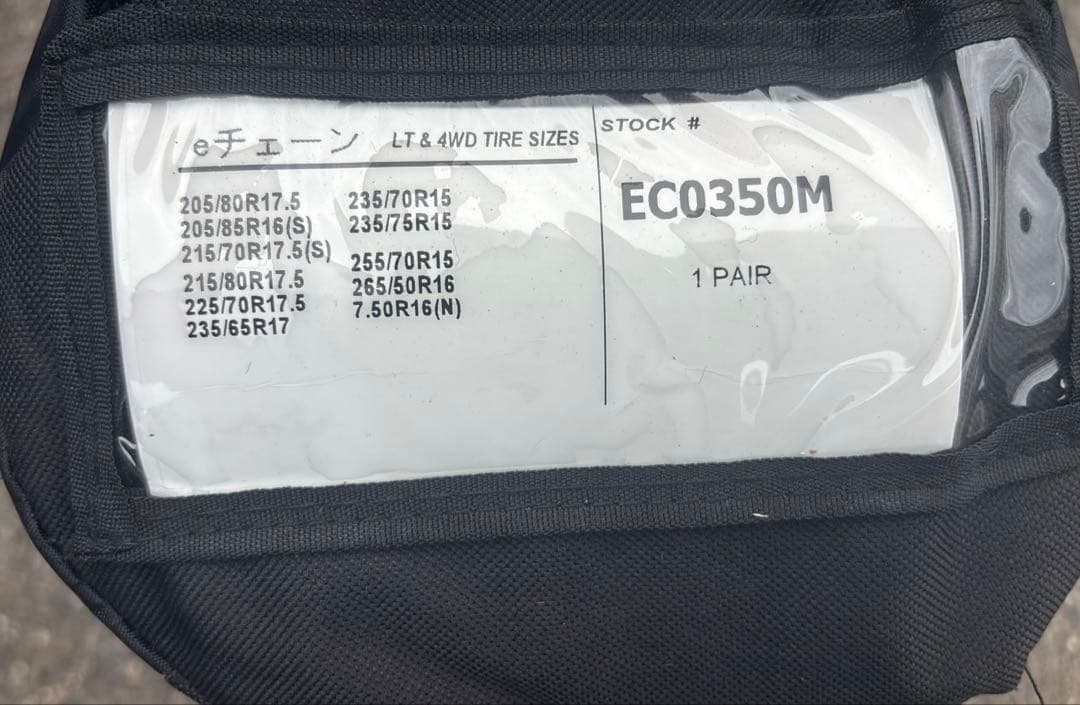 eチェーン LT & 4WD TIRE SIZES
205/80R17.5
205/85R16(S)
215/70R17.5(S)
215/80R17.5
225/70R17.5
235/65R17
235/70R15
235/75R15
255/70R15
265/50R16
7.50R16(N)
STOCK #
EC0350M
1 PAIR